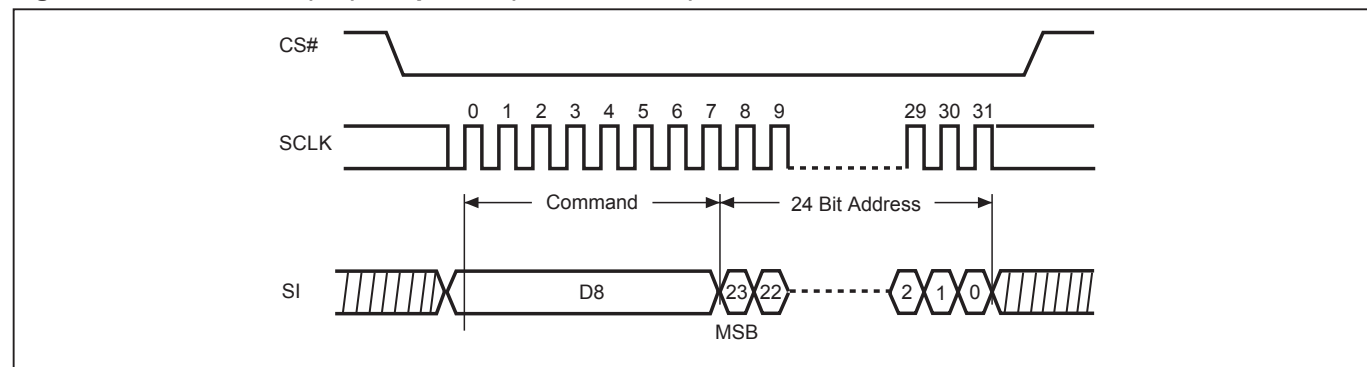 CS#
0 1 2 3 4 5 6 7 8 9 29 30 31
SCLK
Command 24 Bit Address
SI D8 23 22 2 1 0
MSB